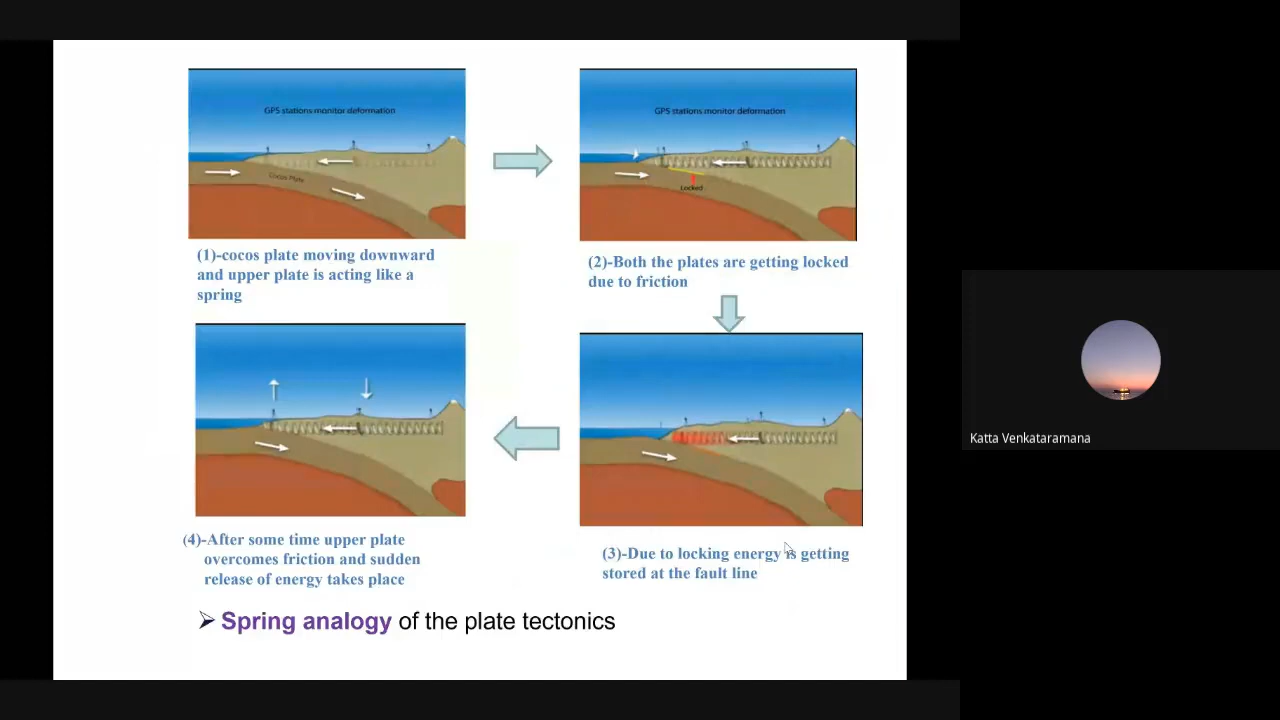 GPS stations monitor deformation
Cocos Plate
(1)-cocos plate moving downward
and upper plate is acting like a
spring
GPS stations monitor deformation
Locked
(2)-Both the plates are getting locked
due to friction
(3)-Due to locking energy is getting
stored at the fault line
(4)-After some time upper plate
overcomes friction and sudden
release of energy takes place
➢ Spring analogy of the plate tectonics
Katta Venkataramana